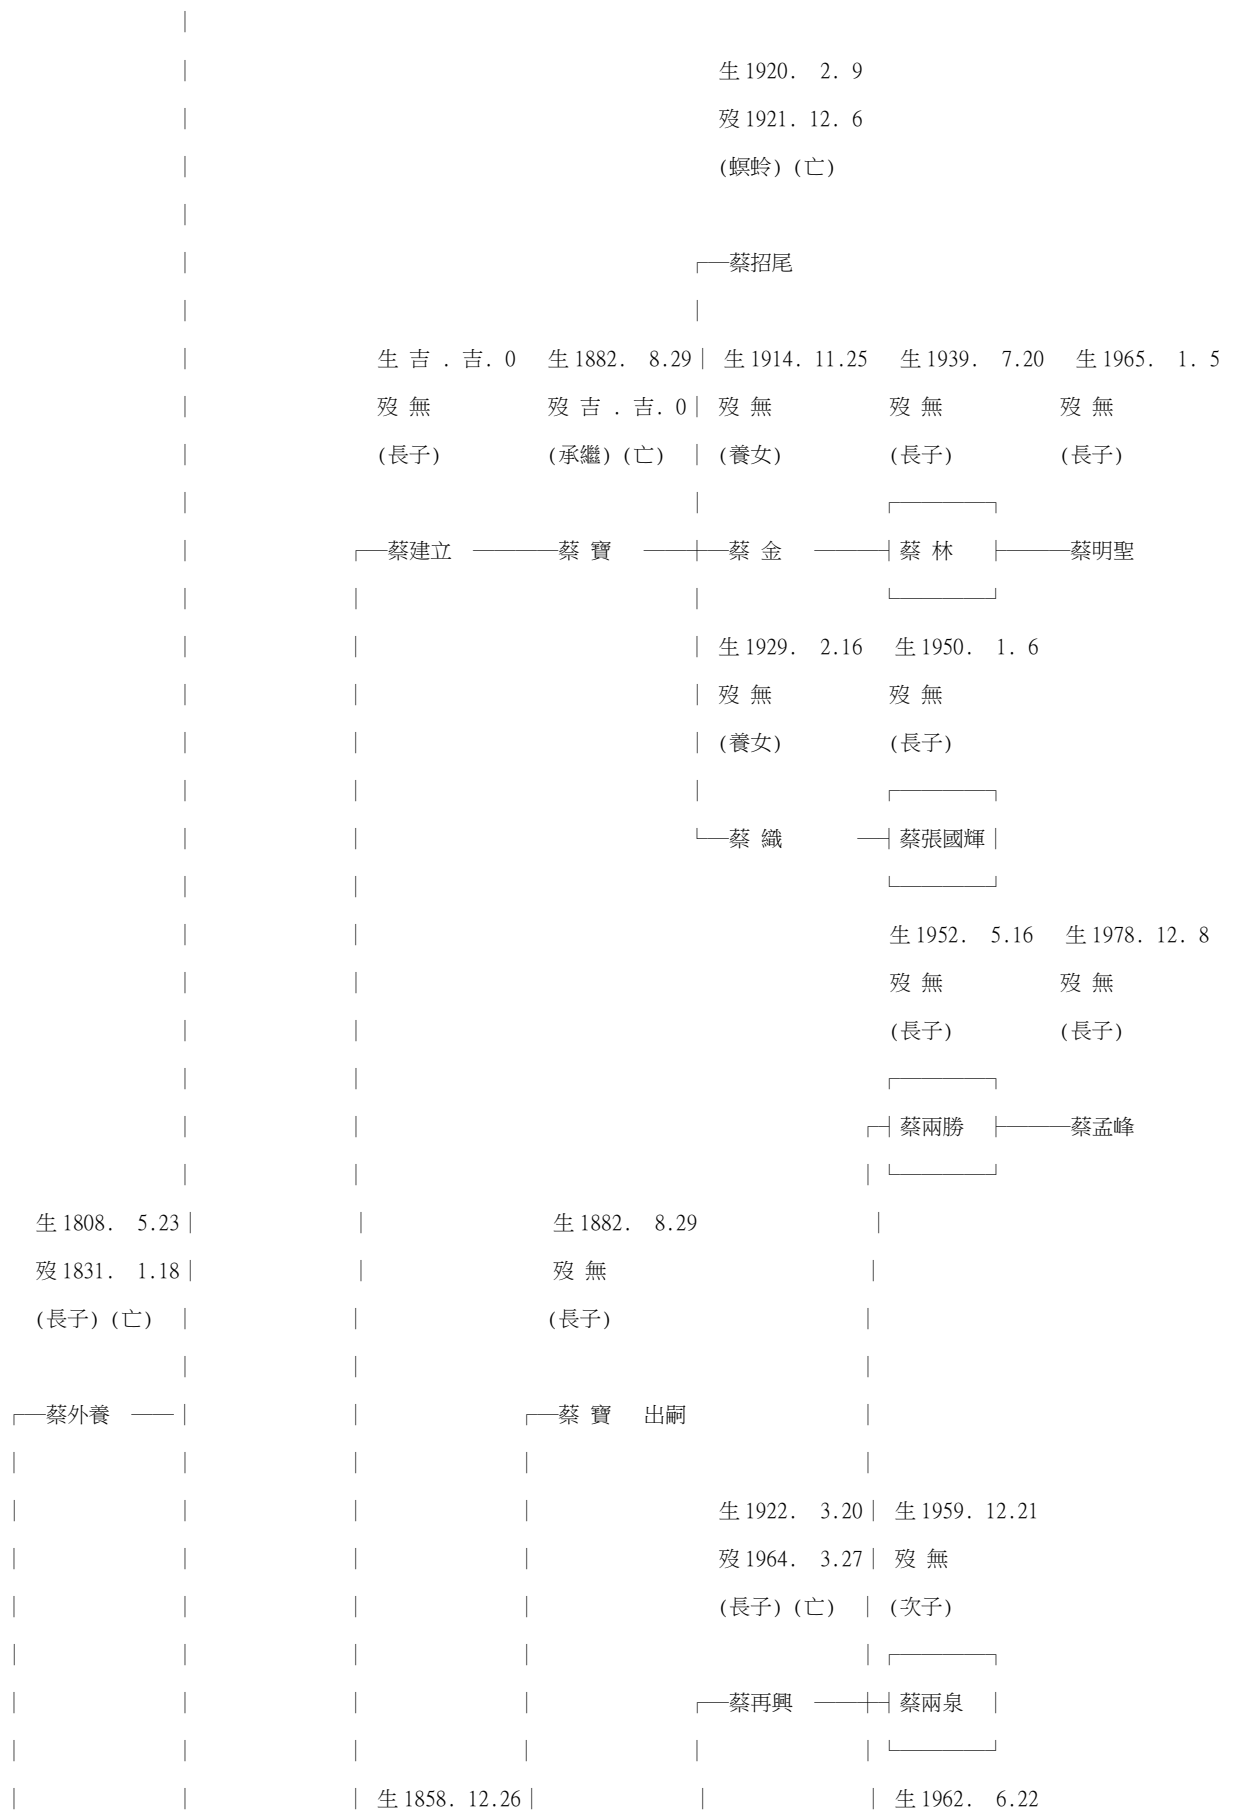 生 1920. 2. 9
歿 1921. 12. 6
(螟蛉) (亡)
蔡招尾
生 吉 . 吉. 0 生 1882. 8.29 生 1914. 11.25 生 1939. 7.20 生 1965. 1. 5
歿 無 歿 吉 . 吉. 0 歿 無 歿 無 歿 無
(長子) (承繼) (亡) (養女) (長子) (長子)
蔡建立 蔡 寶 蔡 金 蔡 林 蔡明聖
生 1929. 2.16 生 1950. 1. 6
歿 無 歿 無
(養女) (長子)
蔡 織 蔡張國輝
生 1952. 5.16 生 1978. 12. 8
歿 無 歿 無
(長子) (長子)
蔡兩勝 蔡孟峰
生 1808. 5.23 生 1882. 8.29
歿 1831. 1.18 歿 無
(長子) (亡) (長子)
蔡外養 蔡 寶 出嗣
生 1922. 3.20 生 1959. 12.21
歿 1964. 3.27 歿 無
(長子) (亡) (次子)
蔡再興 蔡兩泉
生 1858. 12.26 生 1962. 6.22